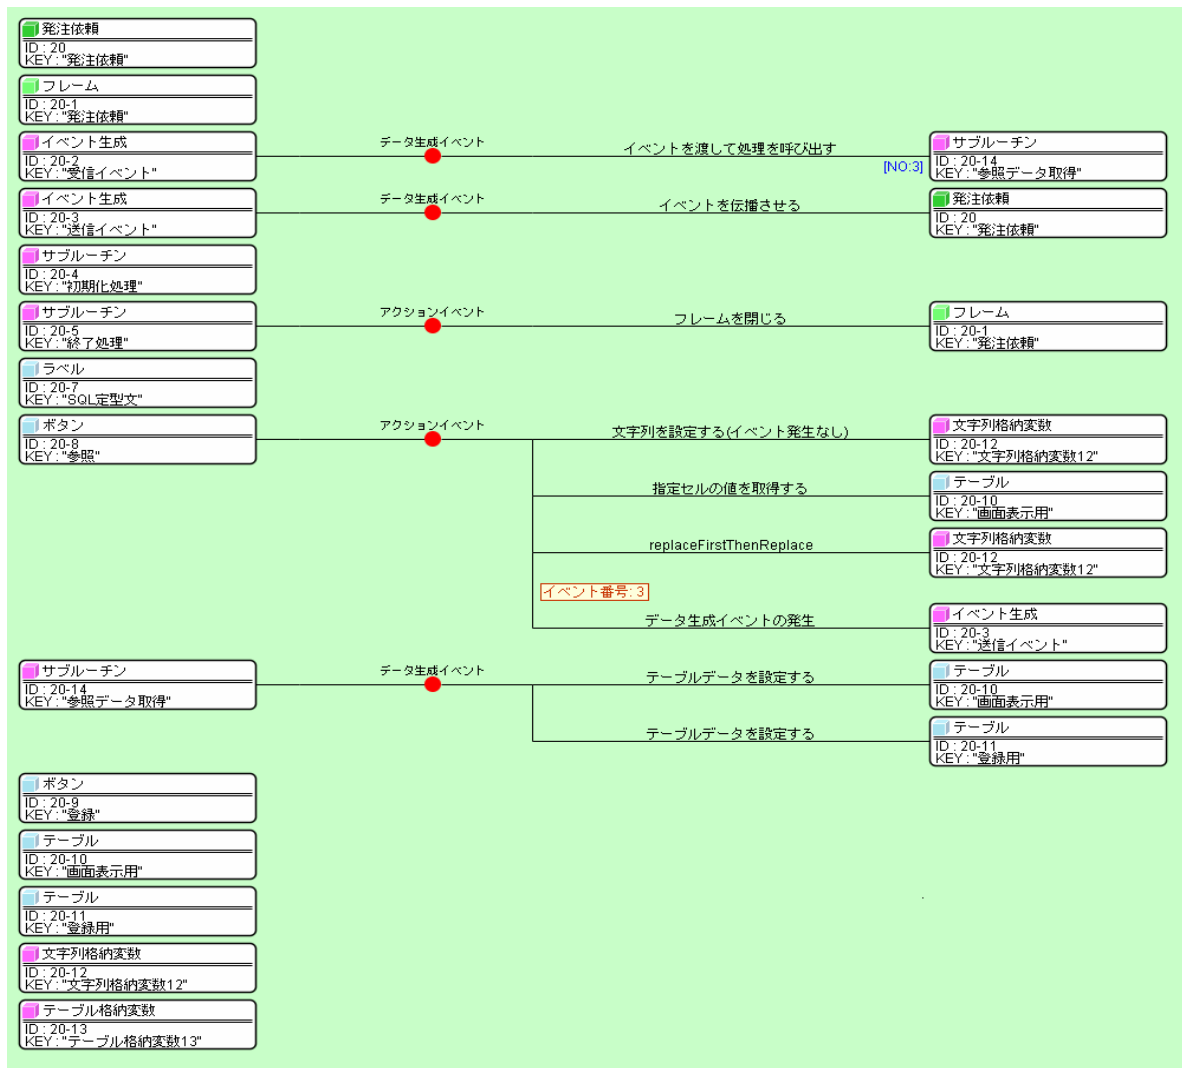 発注依頼
ID : 20
KEY : "発注依頼"
フレーム
ID : 20-1
KEY : "発注依頼"
イベント生成
ID : 20-2
KEY : "受信イベント"
データ生成イベント
イベントを渡して処理を呼び出す
[NO:3]
サブルーチン
ID : 20-14
KEY : "参照データ取得"
イベント生成
ID : 20-3
KEY : "送信イベント"
データ生成イベント
イベントを伝播させる
発注依頼
ID : 20
KEY : "発注依頼"
サブルーチン
ID : 20-4
KEY : "初期化処理"
サブルーチン
ID : 20-5
KEY : "終了処理"
アクションイベント
フレームを閉じる
フレーム
ID : 20-1
KEY : "発注依頼"
ラベル
ID : 20-7
KEY : "SQL定型文"
ボタン
ID : 20-8
KEY : "参照"
アクションイベント
文字列を設定する(イベント発生なし)
文字列格納変数
ID : 20-12
KEY : "文字列格納変数12"
指定セルの値を取得する
テーブル
ID : 20-10
KEY : "画面表示用"
replaceFirstThenReplace
文字列格納変数
ID : 20-12
KEY : "文字列格納変数12"
イベント番号: 3
データ生成イベントの発生
イベント生成
ID : 20-3
KEY : "送信イベント"
サブルーチン
ID : 20-14
KEY : "参照データ取得"
データ生成イベント
テーブルデータを設定する
テーブル
ID : 20-10
KEY : "画面表示用"
テーブルデータを設定する
テーブル
ID : 20-11
KEY : "登録用"
ボタン
ID : 20-9
KEY : "登録"
テーブル
ID : 20-10
KEY : "画面表示用"
テーブル
ID : 20-11
KEY : "登録用"
文字列格納変数
ID : 20-12
KEY : "文字列格納変数12"
テーブル格納変数
ID : 20-13
KEY : "テーブル格納変数13"